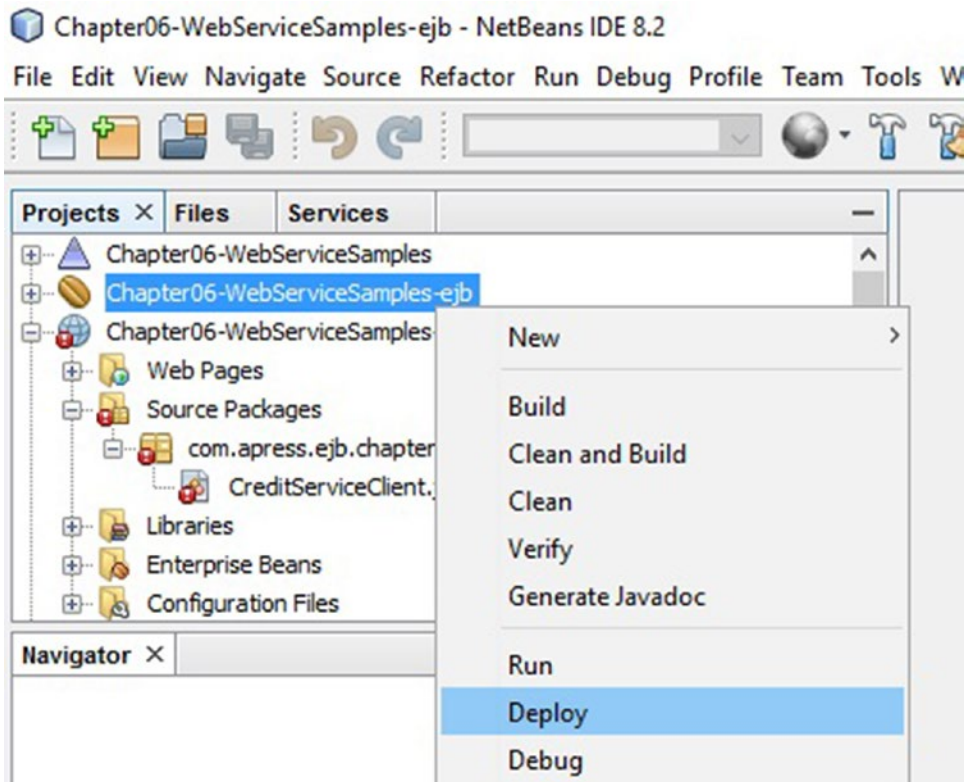 Chapter06-WebServiceSamples-ejb - NetBeans IDE 8.2
File Edit View Navigate Source Refactor Run Debug Profile Team Tools W
Projects Files Services
Chapter06-WebServiceSamples
Chapter06-WebServiceSamples-ejb
Chapter06-WebServiceSamples-
Web Pages
Source Packages
com.apress.ejb.chapter
CreditServiceClient.j
Libraries
Enterprise Beans
Configuration Files
Navigator
New
Build
Clean and Build
Clean
Verify
Generate Javadoc
Run
Deploy
Debug